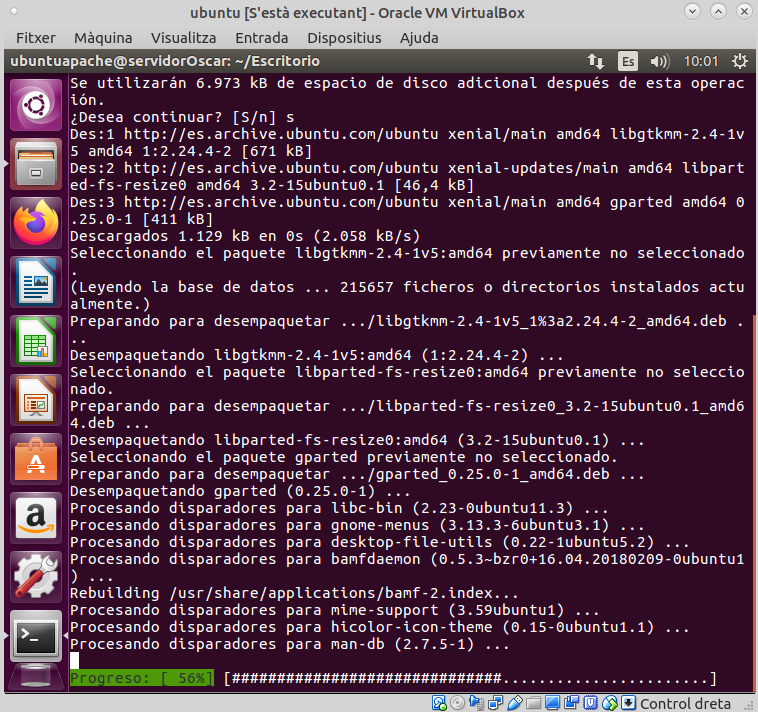 ubuntu [S'està executant] - Oracle VM VirtualBox
Fitxer Màquina Visualitza Entrada Dispositius Ajuda
ubuntuapache@servidorOscar: ~/Escritorio Es 10:01
Se utilizarán 6.973 kB de espacio de disco adicional después de esta operac
ión.
¿Desea continuar? [S/n] s
Des:1 http://es.archive.ubuntu.com/ubuntu xenial/main amd64 libgtkmm-2.4-1v
5 amd64 1:2.24.4-2 [671 kB]
Des:2 http://es.archive.ubuntu.com/ubuntu xenial-updates/main amd64 libpart
ed-fs-resize0 amd64 3.2-15ubuntu0.1 [46,4 kB]
Des:3 http://es.archive.ubuntu.com/ubuntu xenial/main amd64 gparted amd64 0
.25.0-1 [411 kB]
Descargados 1.129 kB en 0s (2.058 kB/s)
Seleccionando el paquete libgtkmm-2.4-1v5:amd64 previamente no seleccionado
.
(Leyendo la base de datos ... 215657 ficheros o directorios instalados actu
almente.)
Preparando para desempaquetar .../libgtkmm-2.4-1v5_1%3a2.24.4-2_amd64.deb .
..
Desempaquetando libgtkmm-2.4-1v5:amd64 (1:2.24.4-2) ...
Seleccionando el paquete libparted-fs-resize0:amd64 previamente no seleccio
nado.
Preparando para desempaquetar .../libparted-fs-resize0_3.2-15ubuntu0.1_amd6
4.deb ...
Desempaquetando libparted-fs-resize0:amd64 (3.2-15ubuntu0.1) ...
Seleccionando el paquete gparted previamente no seleccionado.
Preparando para desempaquetar .../gparted_0.25.0-1_amd64.deb ...
Desempaquetando gparted (0.25.0-1) ...
Procesando disparadores para libc-bin (2.23-0ubuntu11.3) ...
Procesando disparadores para gnome-menus (3.13.3-6ubuntu3.1) ...
Procesando disparadores para desktop-file-utils (0.22-1ubuntu5.2) ...
Procesando disparadores para bamfdaemon (0.5.3~bzr0+16.04.20180209-0ubuntu1
) ...
Rebuilding /usr/share/applications/bamf-2.index...
Procesando disparadores para mime-support (3.59ubuntu1) ...
Procesando disparadores para hicolor-icon-theme (0.15-0ubuntu1.1) ...
Procesando disparadores para man-db (2.7.5-1) ...
Progreso: [ 56%] [##############################.......................]
Control dreta